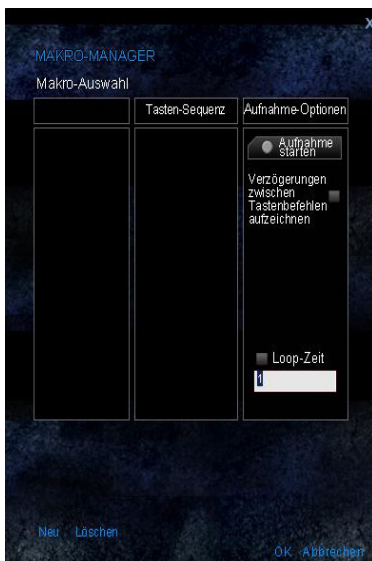 X
MAKRO-MANAGER
Makro-Auswahl
Tasten-Sequenz
Aufnahme-Optionen
Aufnahme
starten
Verzögerungen
zwischen
Tastenbefehlen
aufzeichnen
Loop-Zeit
1
Neu Löschen
OK Abbrechen